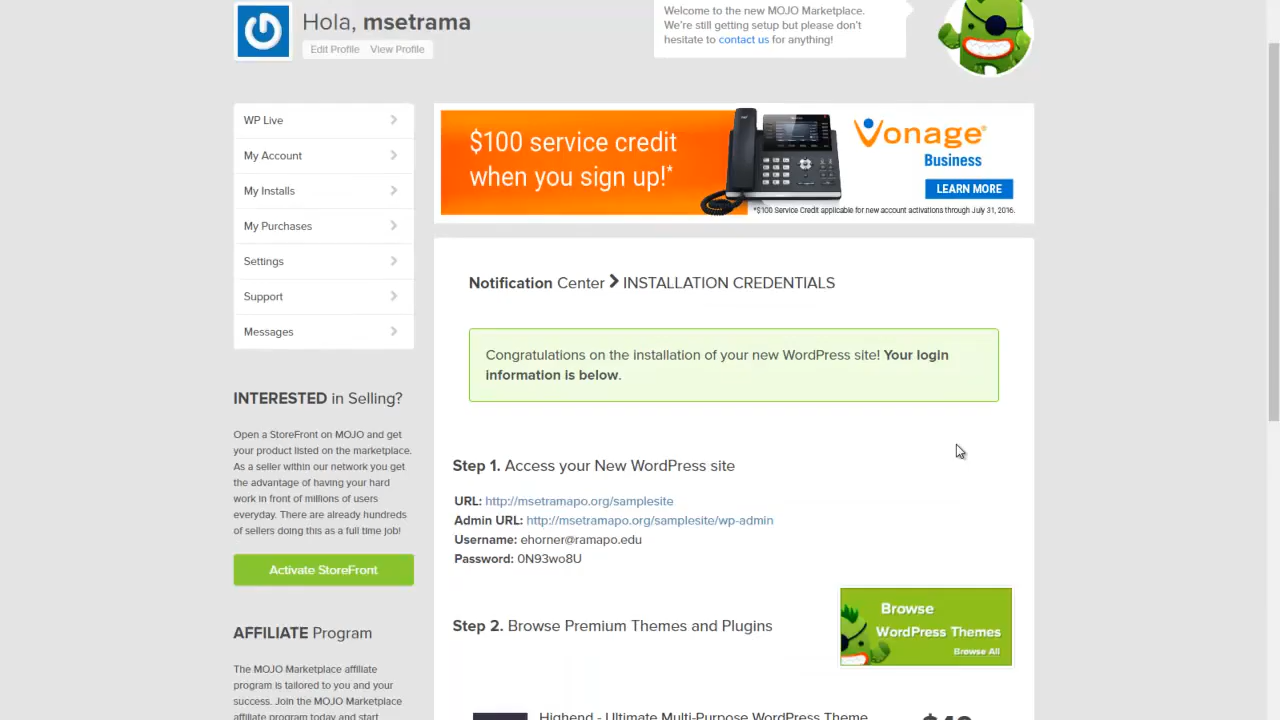 Hola, msetrama
Edit Profile View Profile
Welcome to the new MOJO Marketplace.
We're still getting setup but please don't
hesitate to contact us for anything!
WP Live
My Account
My Installs
My Purchases
Settings
Support
Messages
$100 service credit
when you sign up!*
Vonage®
Business
LEARN MORE
*$100 Service Credit applicable for new account activations through July 31, 2016.
Notification Center > INSTALLATION CREDENTIALS
Congratulations on the installation of your new WordPress site! Your login
information is below.
INTERESTED in Selling?
Open a StoreFront on MOJO and get
your product listed on the marketplace.
As a seller within our network you get
the advantage of having your hard
work in front of millions of users
everyday. There are already hundreds
of sellers doing this as a full time job!
Activate StoreFront
AFFILIATE Program
The MOJO Marketplace affiliate
program is tailored to you and your
success. Join the MOJO Marketplace
affiliate program today and start
Step 1. Access your New WordPress site
URL: http://msetramapo.org/samplesite
Admin URL: http://msetramapo.org/samplesite/wp-admin
Username: ehorner@ramapo.edu
Password: 0N93wo8U
Step 2. Browse Premium Themes and Plugins
Browse
WordPress Themes
Browse All
Highend - Ultimate Multi-Purpose WordPress Theme